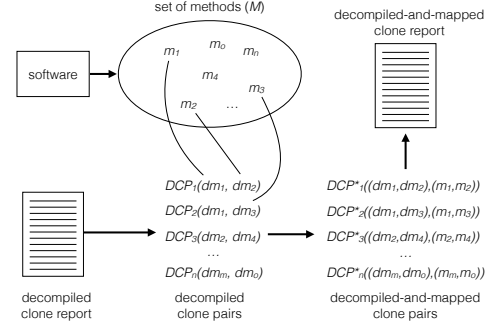 set of methods (M)
decompiled-and-mapped
clone report
software
m₁
mₒ
mₙ
m₄
m₃
m₂
...
DCP₁(dm₁, dm₂)
DCP₂(dm₁, dm₃)
DCP₃(dm₂, dm₄)
...
DCPₙ(dmₘ, dmₒ)
DCP*₁((dm₁,dm₂),(m₁,m₂))
DCP*₂((dm₁,dm₃),(m₁,m₃))
DCP*₃((dm₂,dm₄),(m₂,m₄))
...
DCP*ₙ((dmₘ,dmₒ),(mₘ,mₒ))
decompiled
clone report
decompiled
clone pairs
decompiled-and-mapped
clone pairs